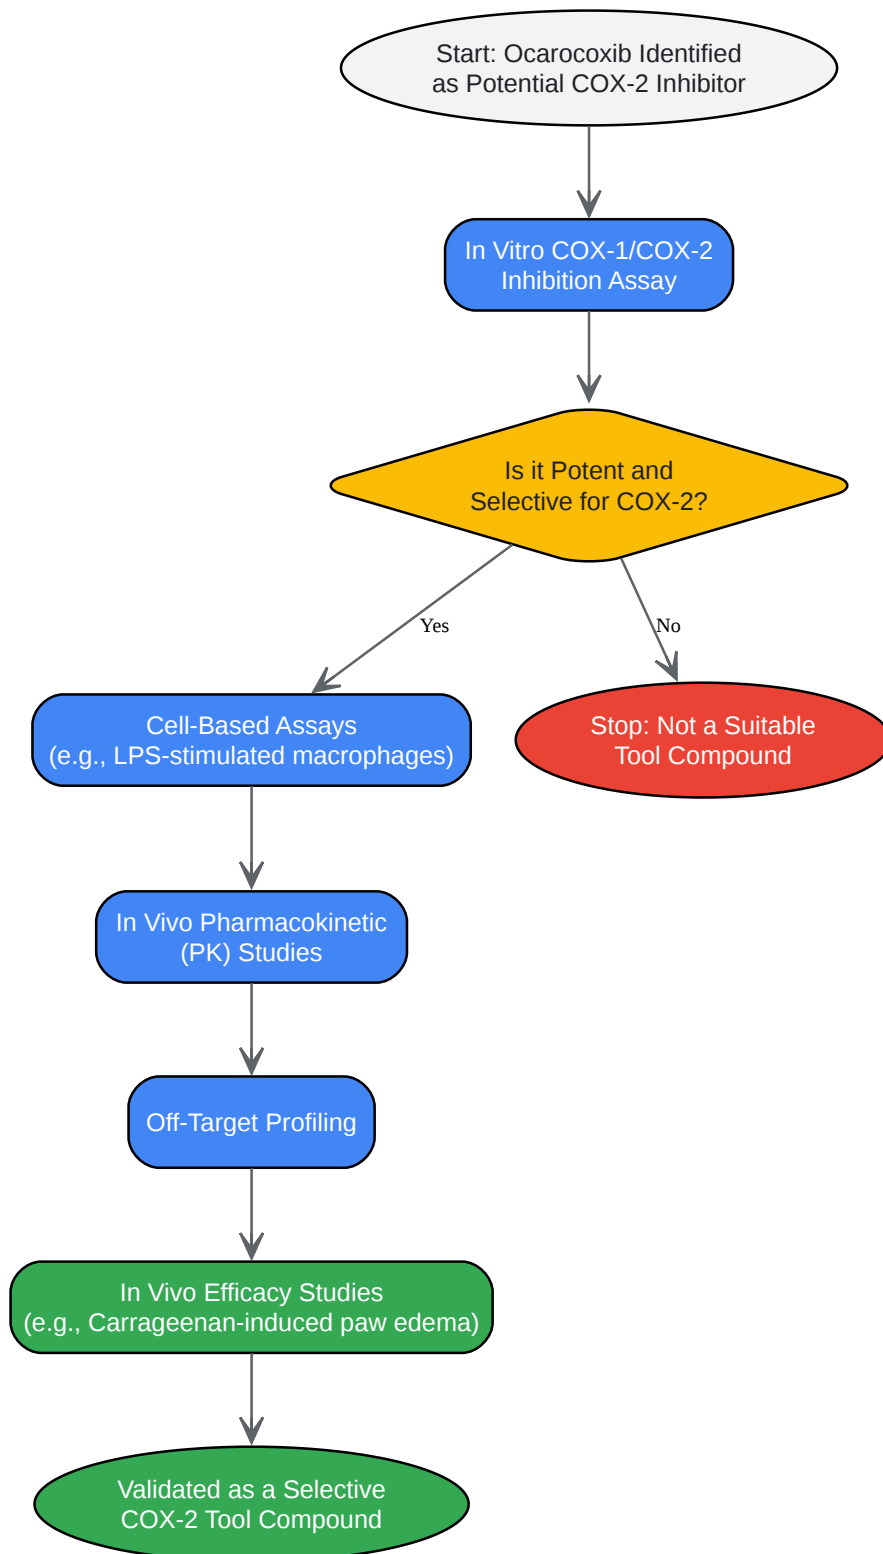 Start: Ocarocoxib Identified
as Potential COX-2 Inhibitor
In Vitro COX-1/COX-2
Inhibition Assay
Is it Potent and
Selective for COX-2?
Yes
No
Cell-Based Assays
(e.g., LPS-stimulated macrophages)
Stop: Not a Suitable
Tool Compound
In Vivo Pharmacokinetic
(PK) Studies
Off-Target Profiling
In Vivo Efficacy Studies
(e.g., Carrageenan-induced paw edema)
Validated as a Selective
COX-2 Tool Compound